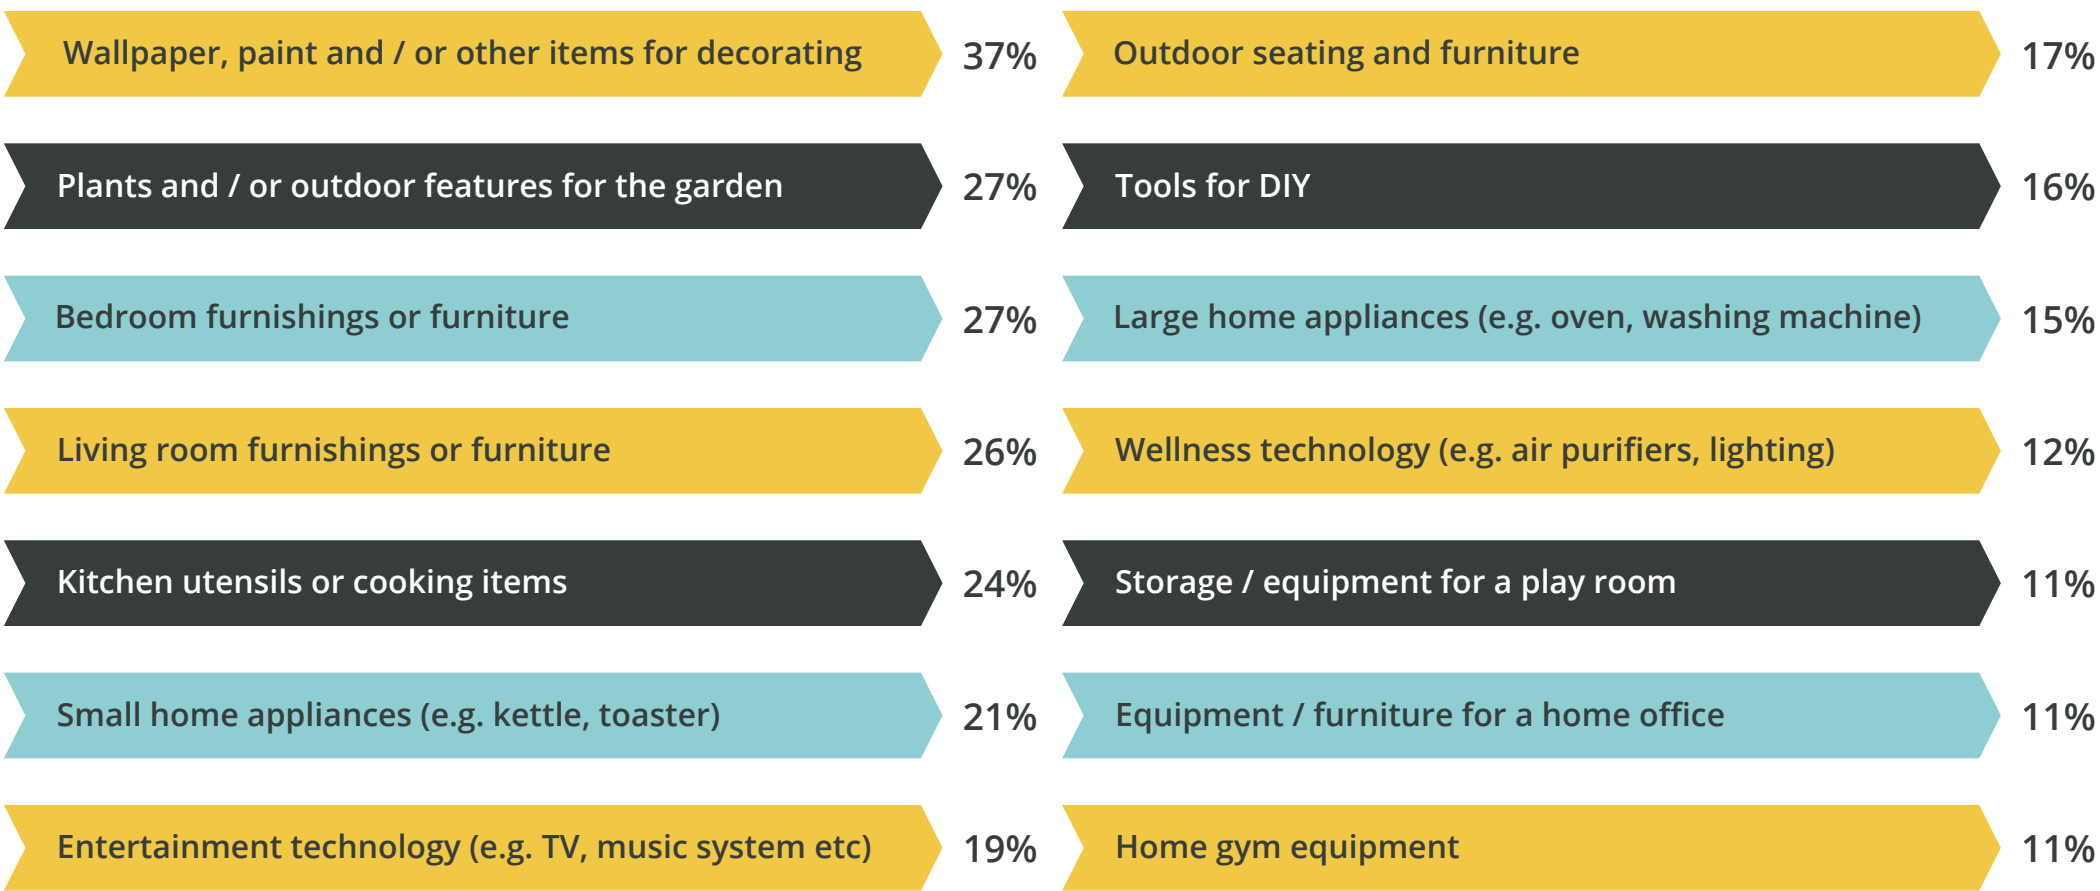 Wallpaper, paint and / or other items for decorating 37%
Plants and / or outdoor features for the garden 27%
Bedroom furnishings or furniture 27%
Living room furnishings or furniture 26%
Kitchen utensils or cooking items 24%
Small home appliances (e.g. kettle, toaster) 21%
Entertainment technology (e.g. TV, music system etc) 19%
Outdoor seating and furniture 17%
Tools for DIY 16%
Large home appliances (e.g. oven, washing machine) 15%
Wellness technology (e.g. air purifiers, lighting) 12%
Storage / equipment for a play room 11%
Equipment / furniture for a home office 11%
Home gym equipment 11%